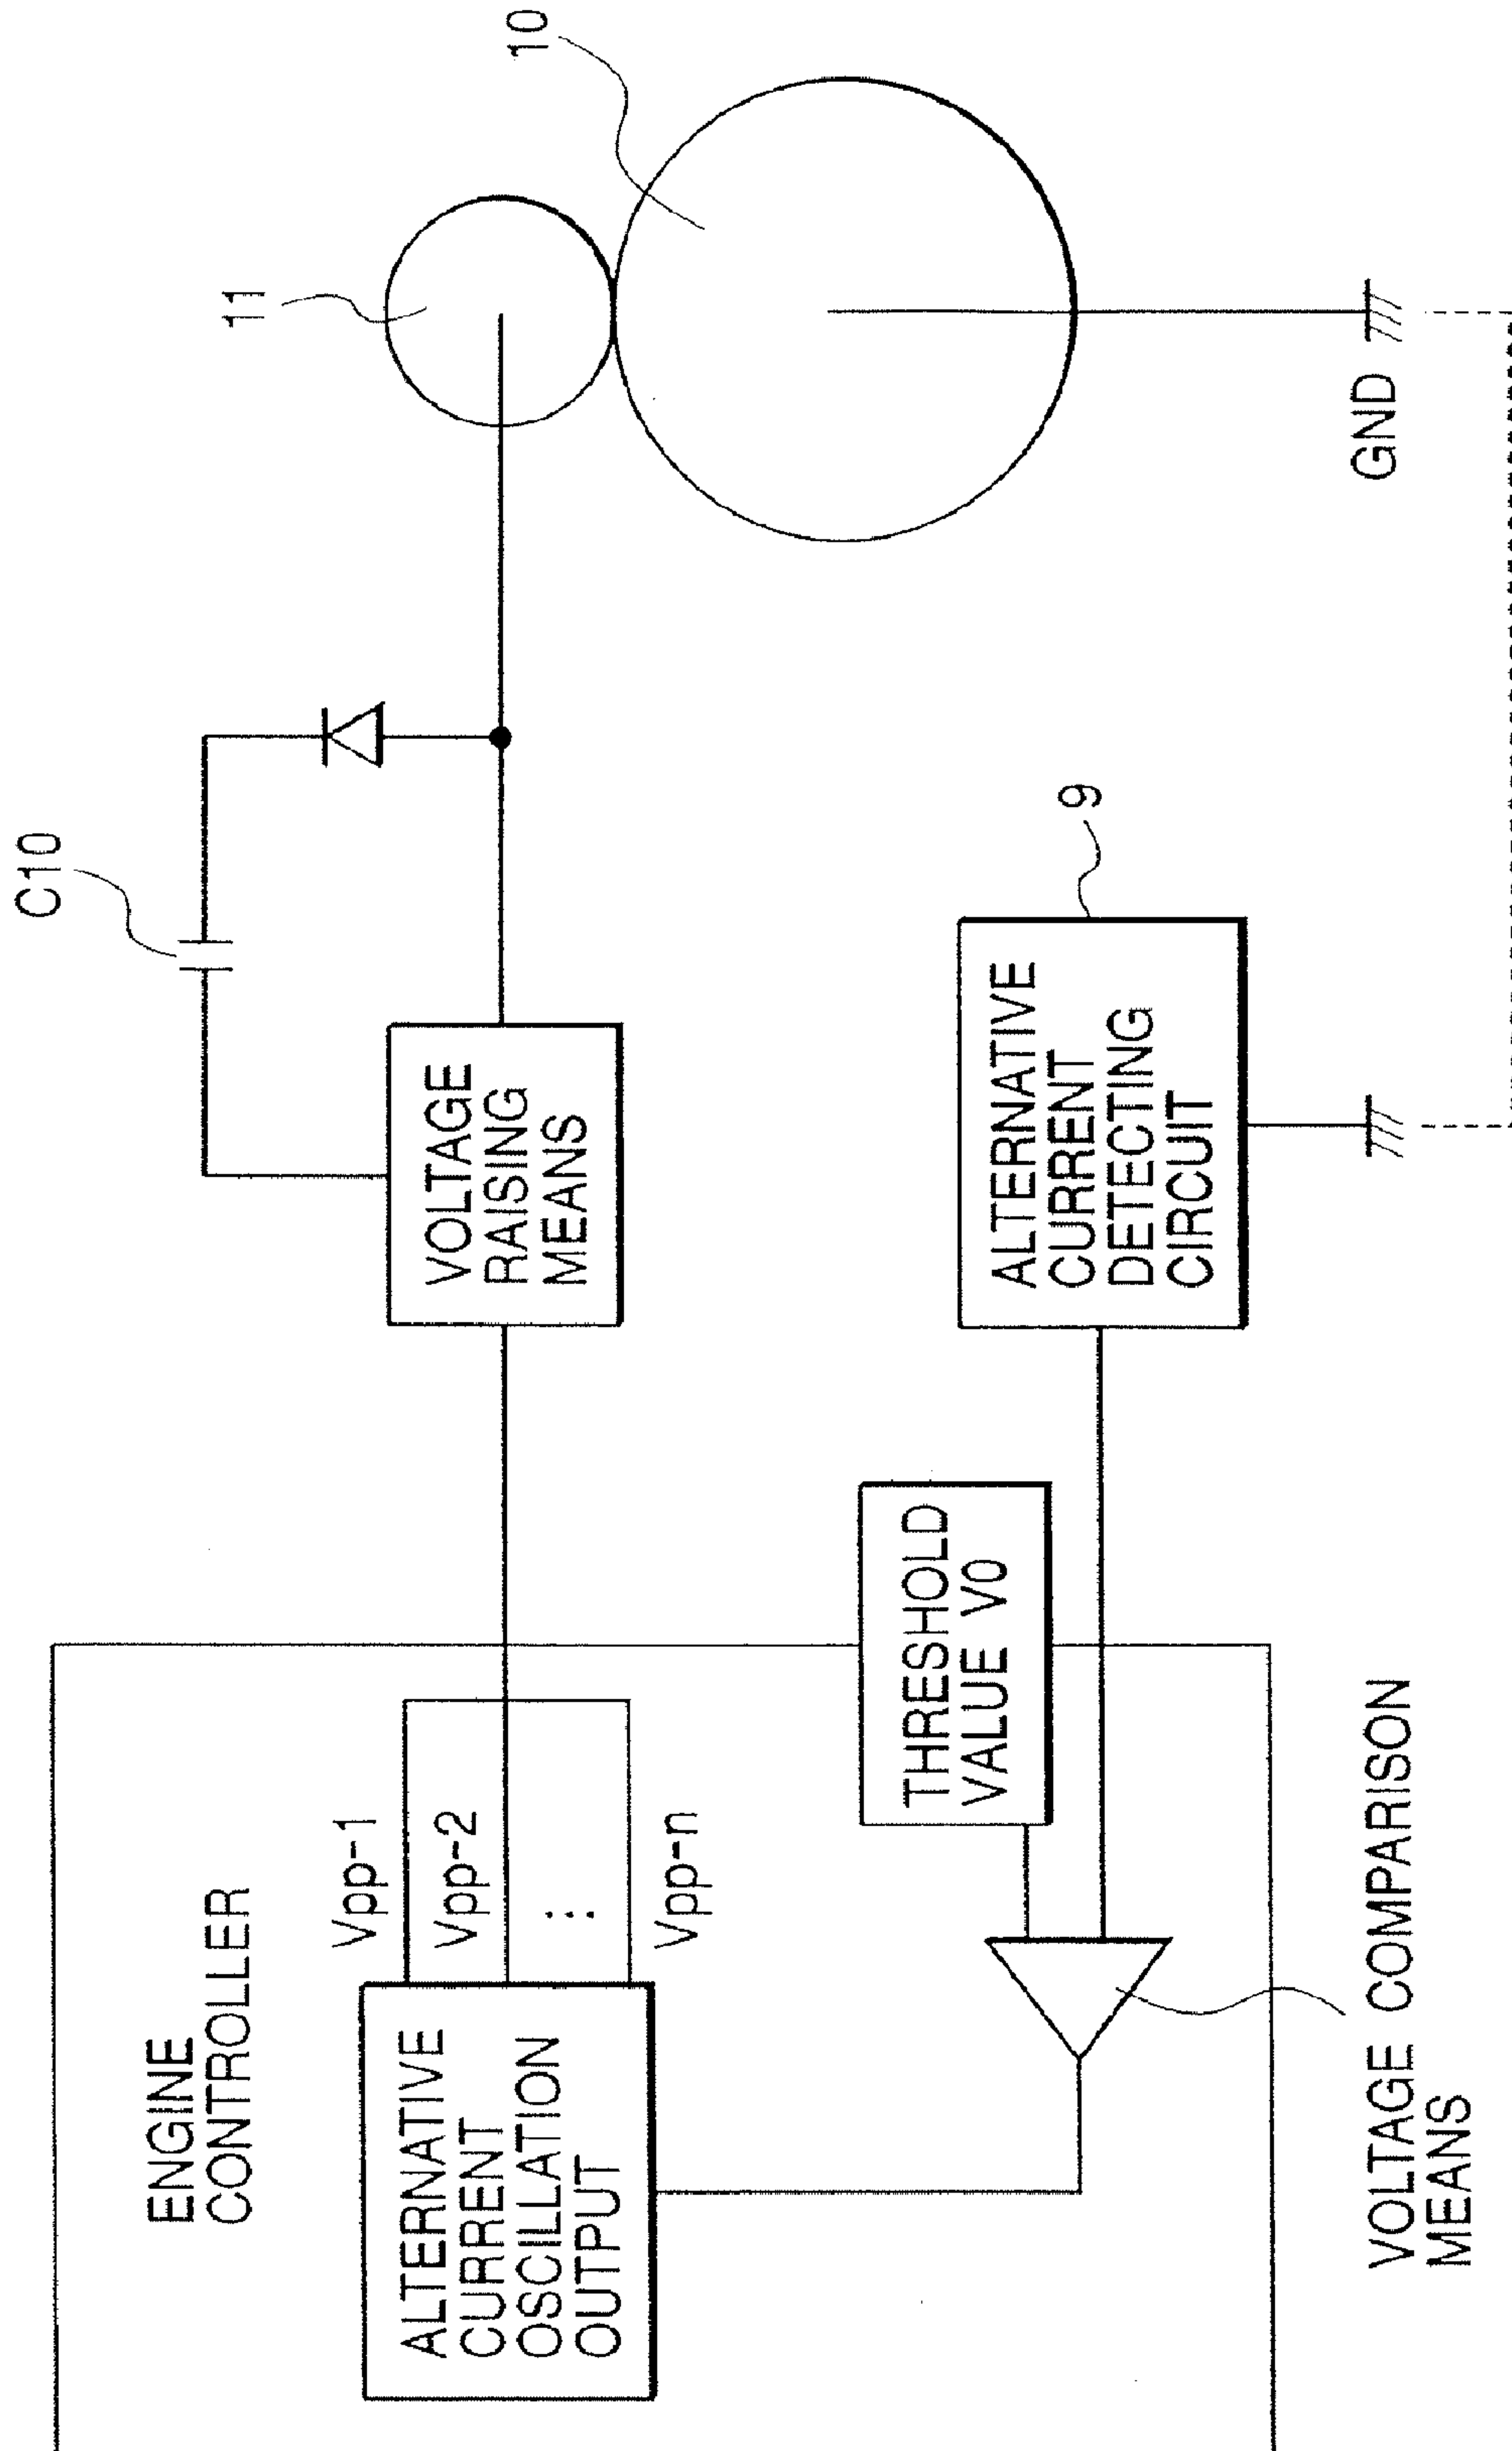 ENGINE
CONTROLLER
ALTERNATIVE
CURRENT
OSCILLATION
OUTPUT
Vpp-1
Vpp-2
⋮
Vpp-n
VOLTAGE
RAISING
MEANS
C10
11
10
THRESHOLD
VALUE V0
ALTERNATIVE
CURRENT
DETECTING
CIRCUIT
9
GND
VOLTAGE COMPARISON
MEANS